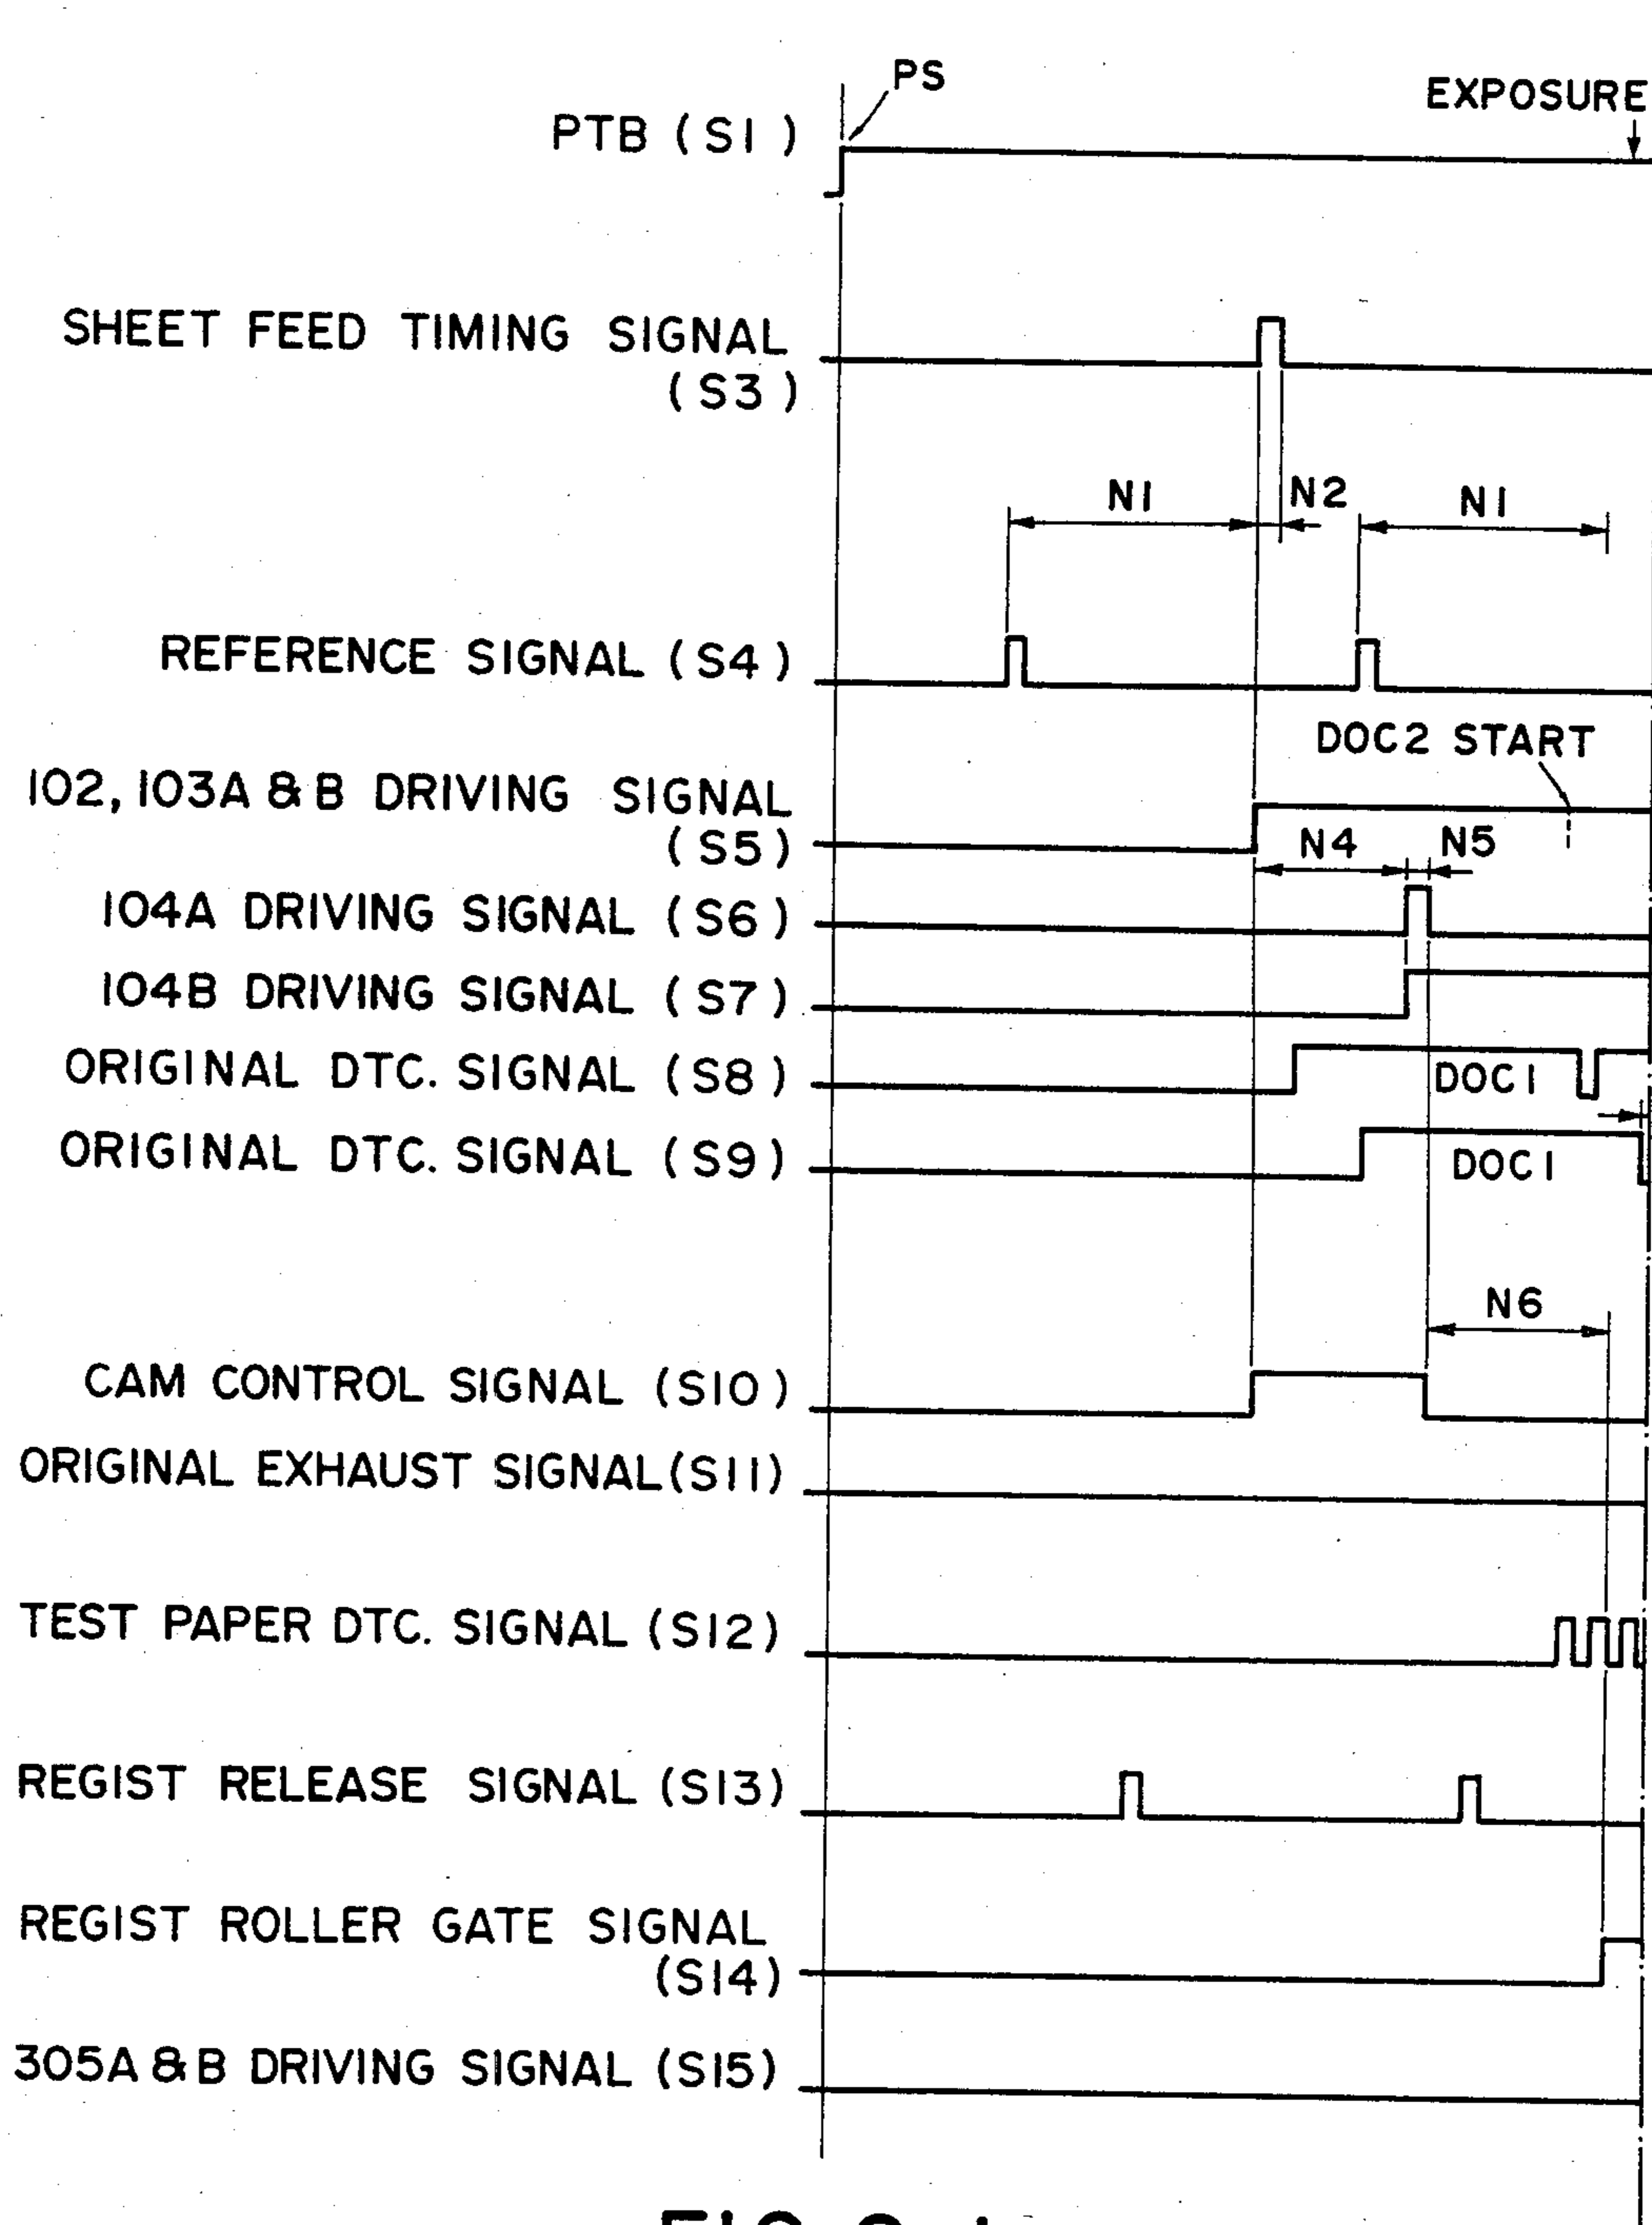 PS
EXPOSURE
PTB (S1)
SHEET FEED TIMING SIGNAL
(S3)
N1 N2 N1
REFERENCE SIGNAL (S4)
DOC2 START
102, 103A & B DRIVING SIGNAL
(S5)
N4 N5
104A DRIVING SIGNAL (S6)
104B DRIVING SIGNAL (S7)
ORIGINAL DTC. SIGNAL (S8)
DOC1
ORIGINAL DTC. SIGNAL (S9)
DOC1
N6
CAM CONTROL SIGNAL (S10)
ORIGINAL EXHAUST SIGNAL (S11)
TEST PAPER DTC. SIGNAL (S12)
REGIST RELEASE SIGNAL (S13)
REGIST ROLLER GATE SIGNAL
(S14)
305A & B DRIVING SIGNAL (S15)